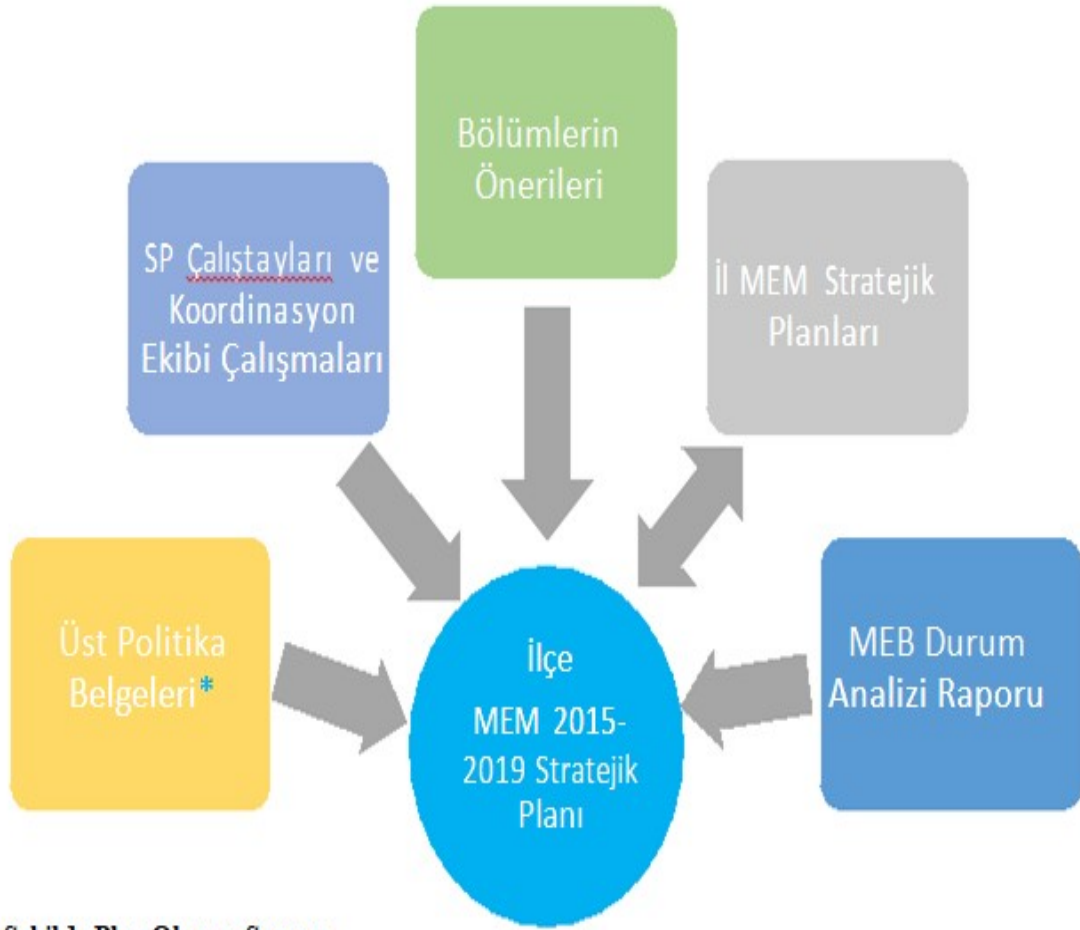 Bölümlerin
Önerileri
SP Çalıştayları ve
Koordinasyon
Ekibi Çalışmaları
İl MEM Stratejik
Planları
Üst Politika
Belgeleri*
İlçe
MEM 2015-
2019 Stratejik
Planı
MEB Durum
Analizi Raporu